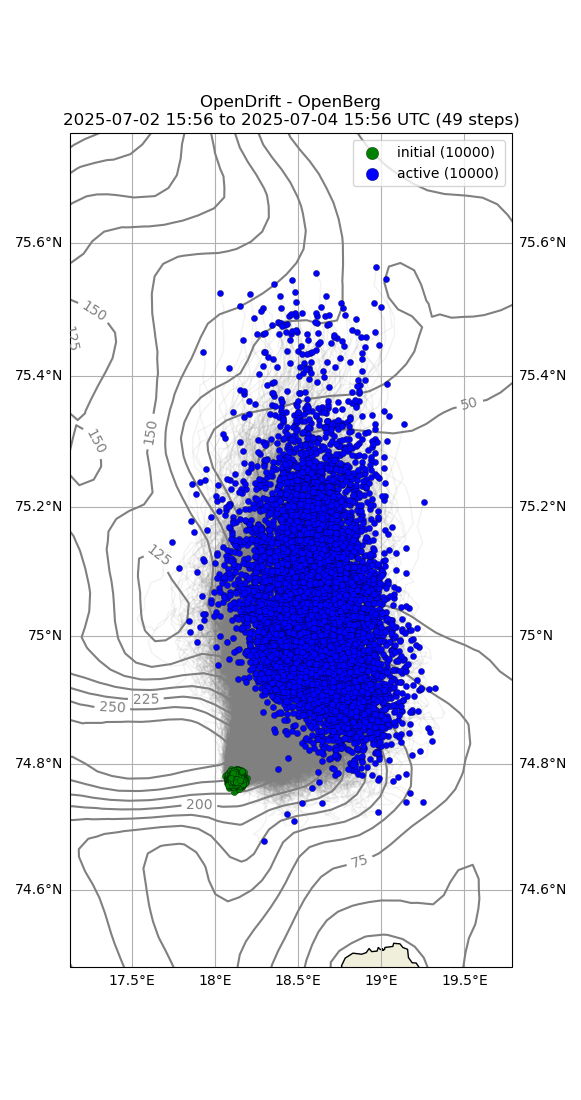 OpenDrift - OpenBerg
2025-07-02 15:56 to 2025-07-04 15:56 UTC (49 steps)
initial (10000)
active (10000)
75.6°N 75.6°N
150
125
75.4°N 75.4°N
50
150
150
75.2°N 75.2°N
125
75°N 75°N
225
250
74.8°N 74.8°N
200
75
74.6°N 74.6°N
17.5°E 18°E 18.5°E 19°E 19.5°E